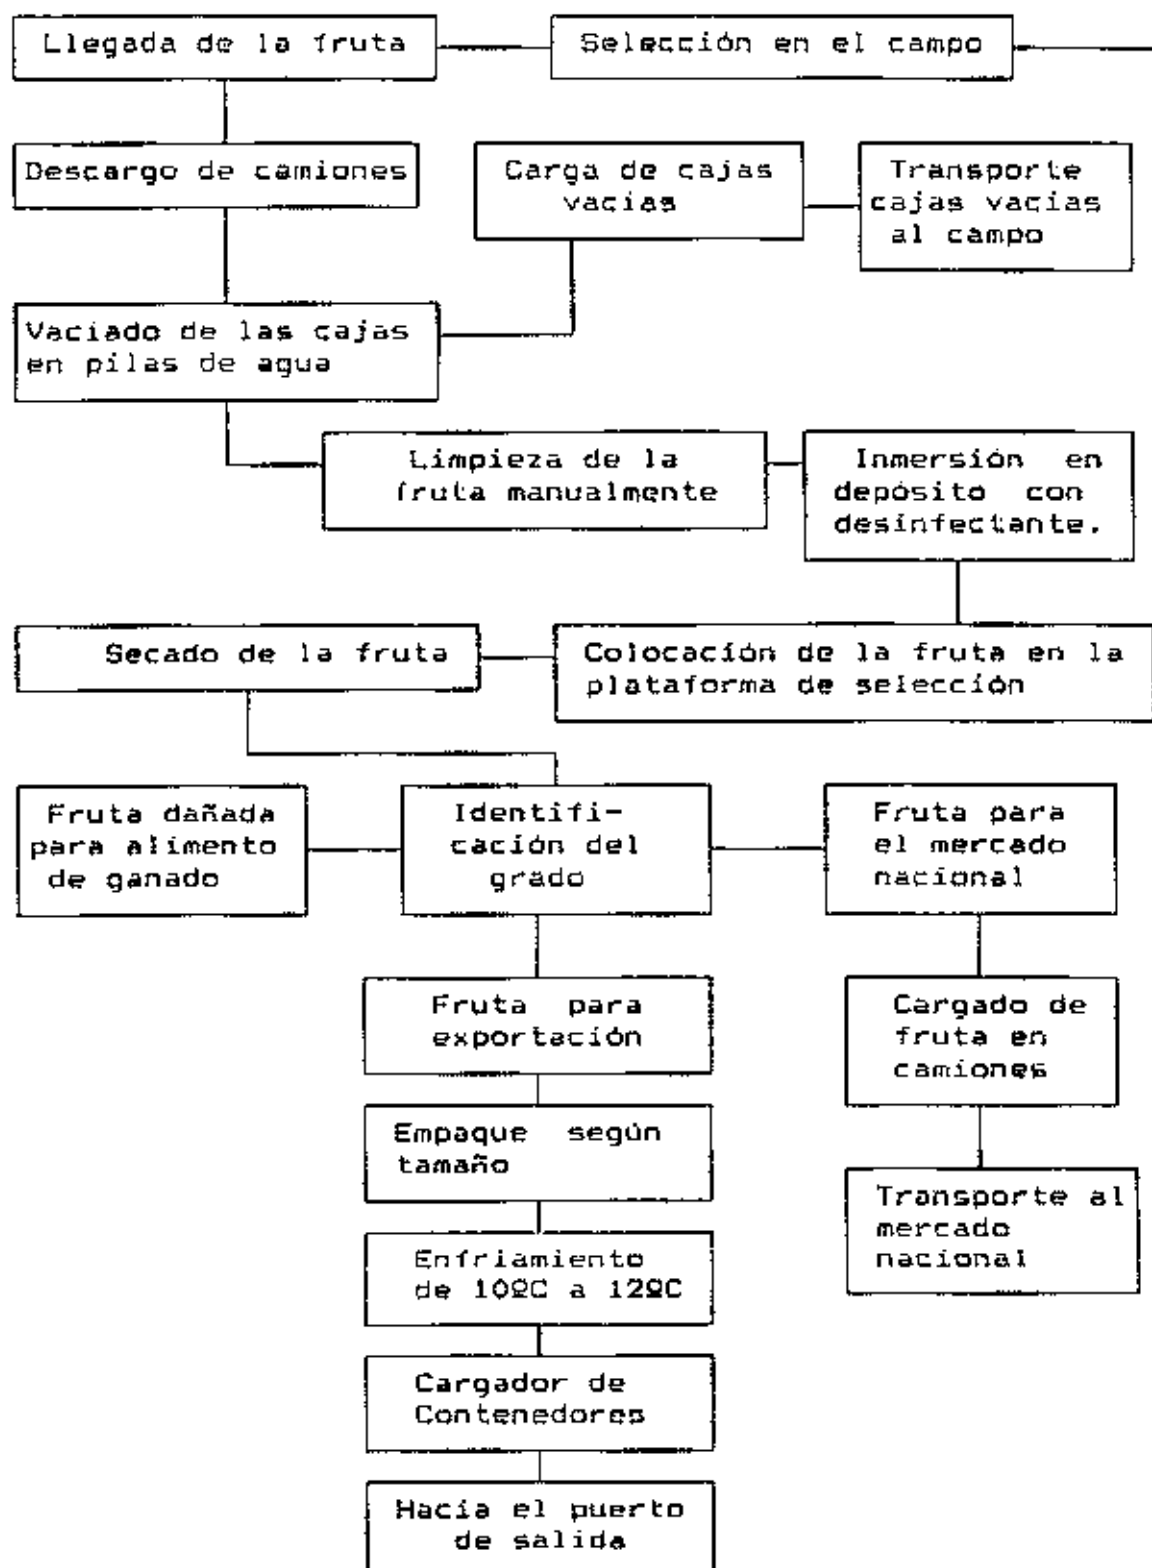 Llegada de la fruta
Selección en el campo
Descargo de camiones
Carga de cajas
vacias
Transporte
cajas vacias
al campo
Vaciado de las cajas
en pilas de agua
Limpieza de la
fruta manualmente
Inmersión en
depósito con
desinfectante.
Secado de la fruta
Colocación de la fruta en la
plataforma de selección
Fruta dañada
para alimento
de ganado
Identifi-
cación del
grado
Fruta para
el mercado
nacional
Fruta para
exportación
Cargado de
fruta en
camiones
Empaque según
tamaño
Transporte al
mercado
nacional
Enfriamiento
de 10ºC a 12ºC
Cargador de
Contenedores
Hacia el puerto
de salida